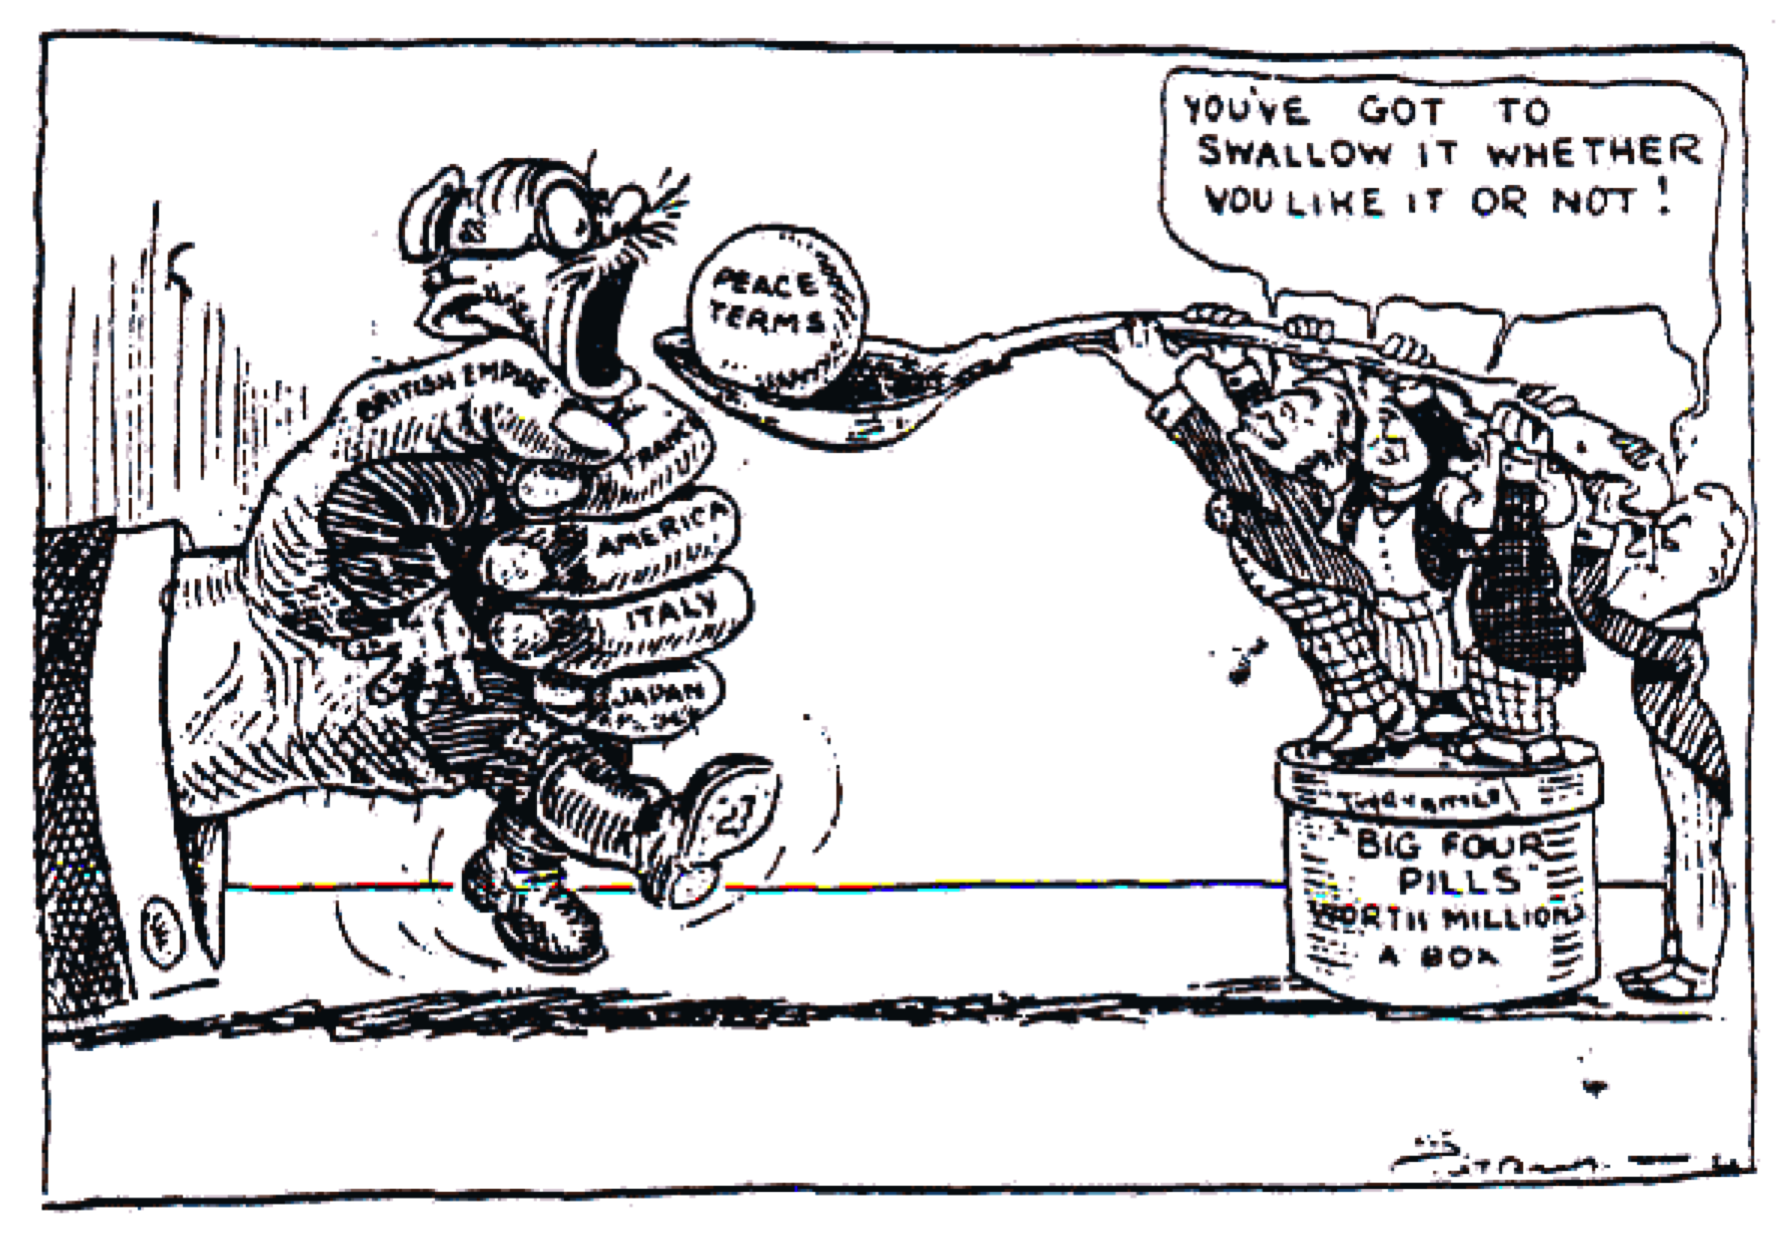 YOU'VE GOT TO
SWALLOW IT WHETHER
YOU LIKE IT OR NOT!
PEACE
TERMS
BRITISH EMPIRE
FRANCE
AMERICA
ITALY
JAPAN
"BIG FOUR
PILLS"
WORTH MILLIONS
A BOX